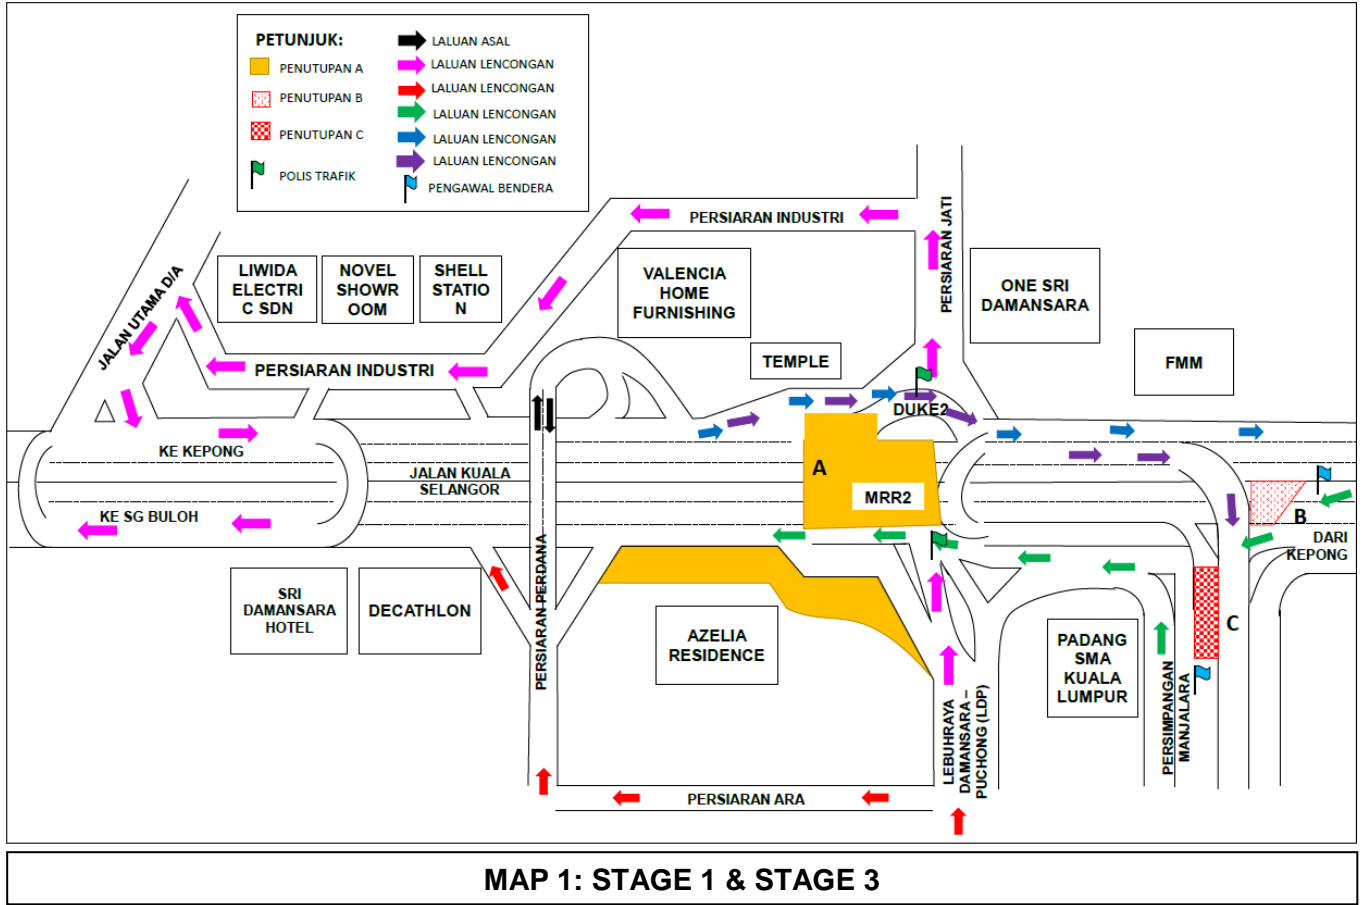 PETUNJUK:
PENUTUPAN A
PENUTUPAN B
PENUTUPAN C
POLIS TRAFIK
LALUAN ASAL
LALUAN LENCONGAN
LALUAN LENCONGAN
LALUAN LENCONGAN
LALUAN LENCONGAN
LALUAN LENCONGAN
PENGAWAL BENDERA
PERSIARAN INDUSTRI
PERSIARAN JATI
JALAN UTAMA D/A
LIWIDA
ELECTRI
C SDN
NOVEL
SHOWR
OOM
SHELL
STATIO
N
VALENCIA
HOME
FURNISHING
ONE SRI
DAMANSARA
TEMPLE
FMM
PERSIARAN INDUSTRI
DUKE2
KE KEPONG
JALAN KUALA
SELANGOR
A
MRR2
KE SG BULOH
B
DARI
KEPONG
SRI
DAMANSARA
HOTEL
DECATHLON
PERSIARAN PERDANA
AZELIA
RESIDENCE
PADANG
SMA
KUALA
LUMPUR
C
PERSIMPANGAN
MANJALARA
LEBUHRAYA
DAMANSARA –
PUCHONG (LDP)
PERSIARAN ARA
MAP 1: STAGE 1 & STAGE 3